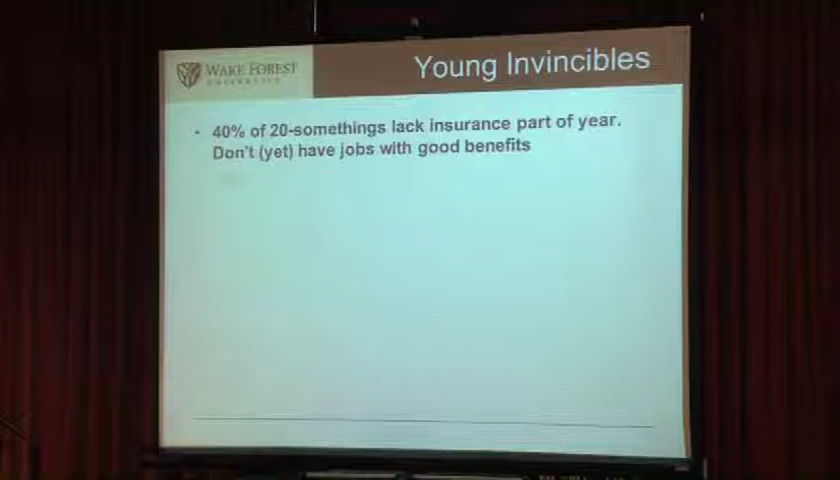 WAKE FOREST
UNIVERSITY
Young Invincibles
• 40% of 20-somethings lack insurance part of year.
Don't (yet) have jobs with good benefits